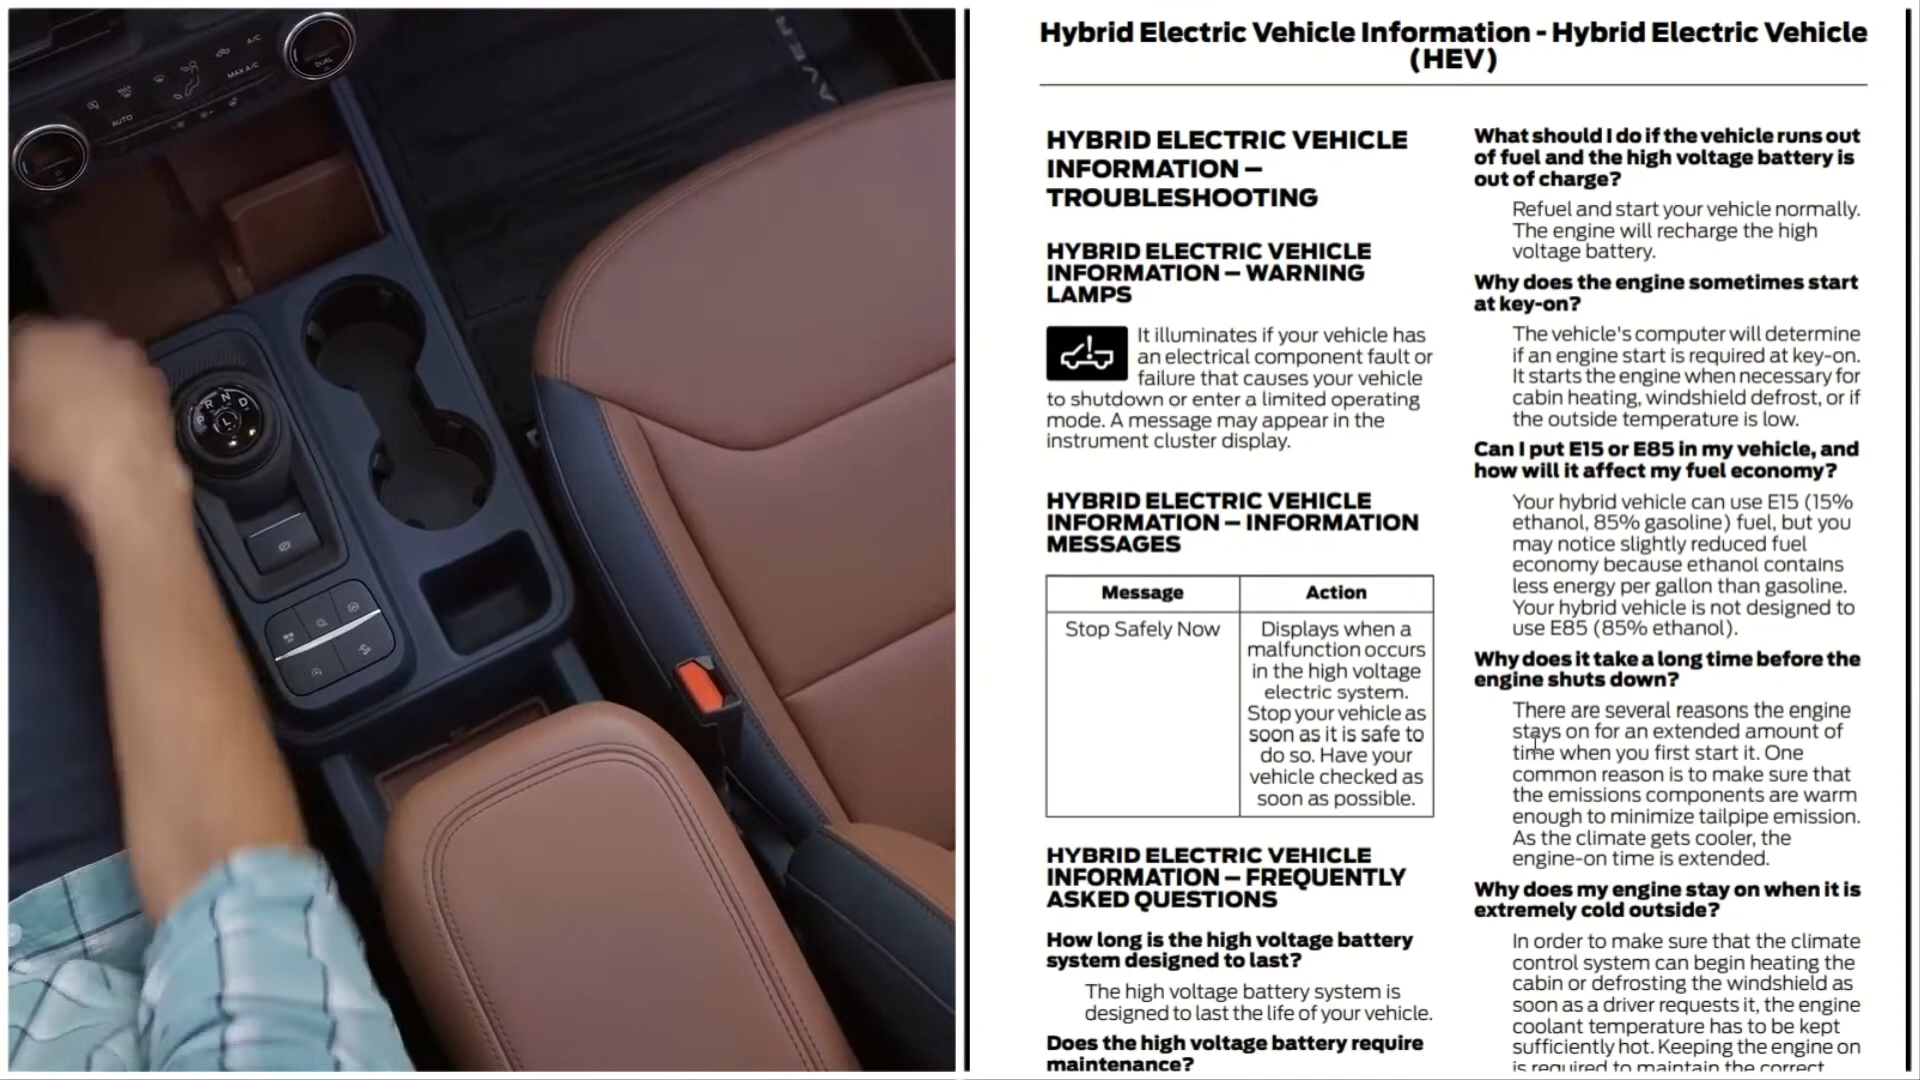 A/C
DUAL
MAX A/C
MAX
AUTO
P R N D
L
Hybrid Electric Vehicle Information - Hybrid Electric Vehicle
(HEV)
HYBRID ELECTRIC VEHICLE
INFORMATION –
TROUBLESHOOTING
HYBRID ELECTRIC VEHICLE
INFORMATION – WARNING
LAMPS
It illuminates if your vehicle has
an electrical component fault or
failure that causes your vehicle
to shutdown or enter a limited operating
mode. A message may appear in the
instrument cluster display.
HYBRID ELECTRIC VEHICLE
INFORMATION – INFORMATION
MESSAGES
Message
Action
Stop Safely Now
Displays when a
malfunction occurs
in the high voltage
electric system.
Stop your vehicle as
soon as it is safe to
do so. Have your
vehicle checked as
soon as possible.
HYBRID ELECTRIC VEHICLE
INFORMATION – FREQUENTLY
ASKED QUESTIONS
How long is the high voltage battery
system designed to last?
The high voltage battery system is
designed to last the life of your vehicle.
Does the high voltage battery require
maintenance?
What should I do if the vehicle runs out
of fuel and the high voltage battery is
out of charge?
Refuel and start your vehicle normally.
The engine will recharge the high
voltage battery.
Why does the engine sometimes start
at key-on?
The vehicle's computer will determine
if an engine start is required at key-on.
It starts the engine when necessary for
cabin heating, windshield defrost, or if
the outside temperature is low.
Can I put E15 or E85 in my vehicle, and
how will it affect my fuel economy?
Your hybrid vehicle can use E15 (15%
ethanol, 85% gasoline) fuel, but you
may notice slightly reduced fuel
economy because ethanol contains
less energy per gallon than gasoline.
Your hybrid vehicle is not designed to
use E85 (85% ethanol).
Why does it take a long time before the
engine shuts down?
There are several reasons the engine
stays on for an extended amount of
time when you first start it. One
common reason is to make sure that
the emissions components are warm
enough to minimize tailpipe emission.
As the climate gets cooler, the
engine-on time is extended.
Why does my engine stay on when it is
extremely cold outside?
In order to make sure that the climate
control system can begin heating the
cabin or defrosting the windshield as
soon as a driver requests it, the engine
coolant temperature has to be kept
sufficiently hot. Keeping the engine on
is required to maintain the correct